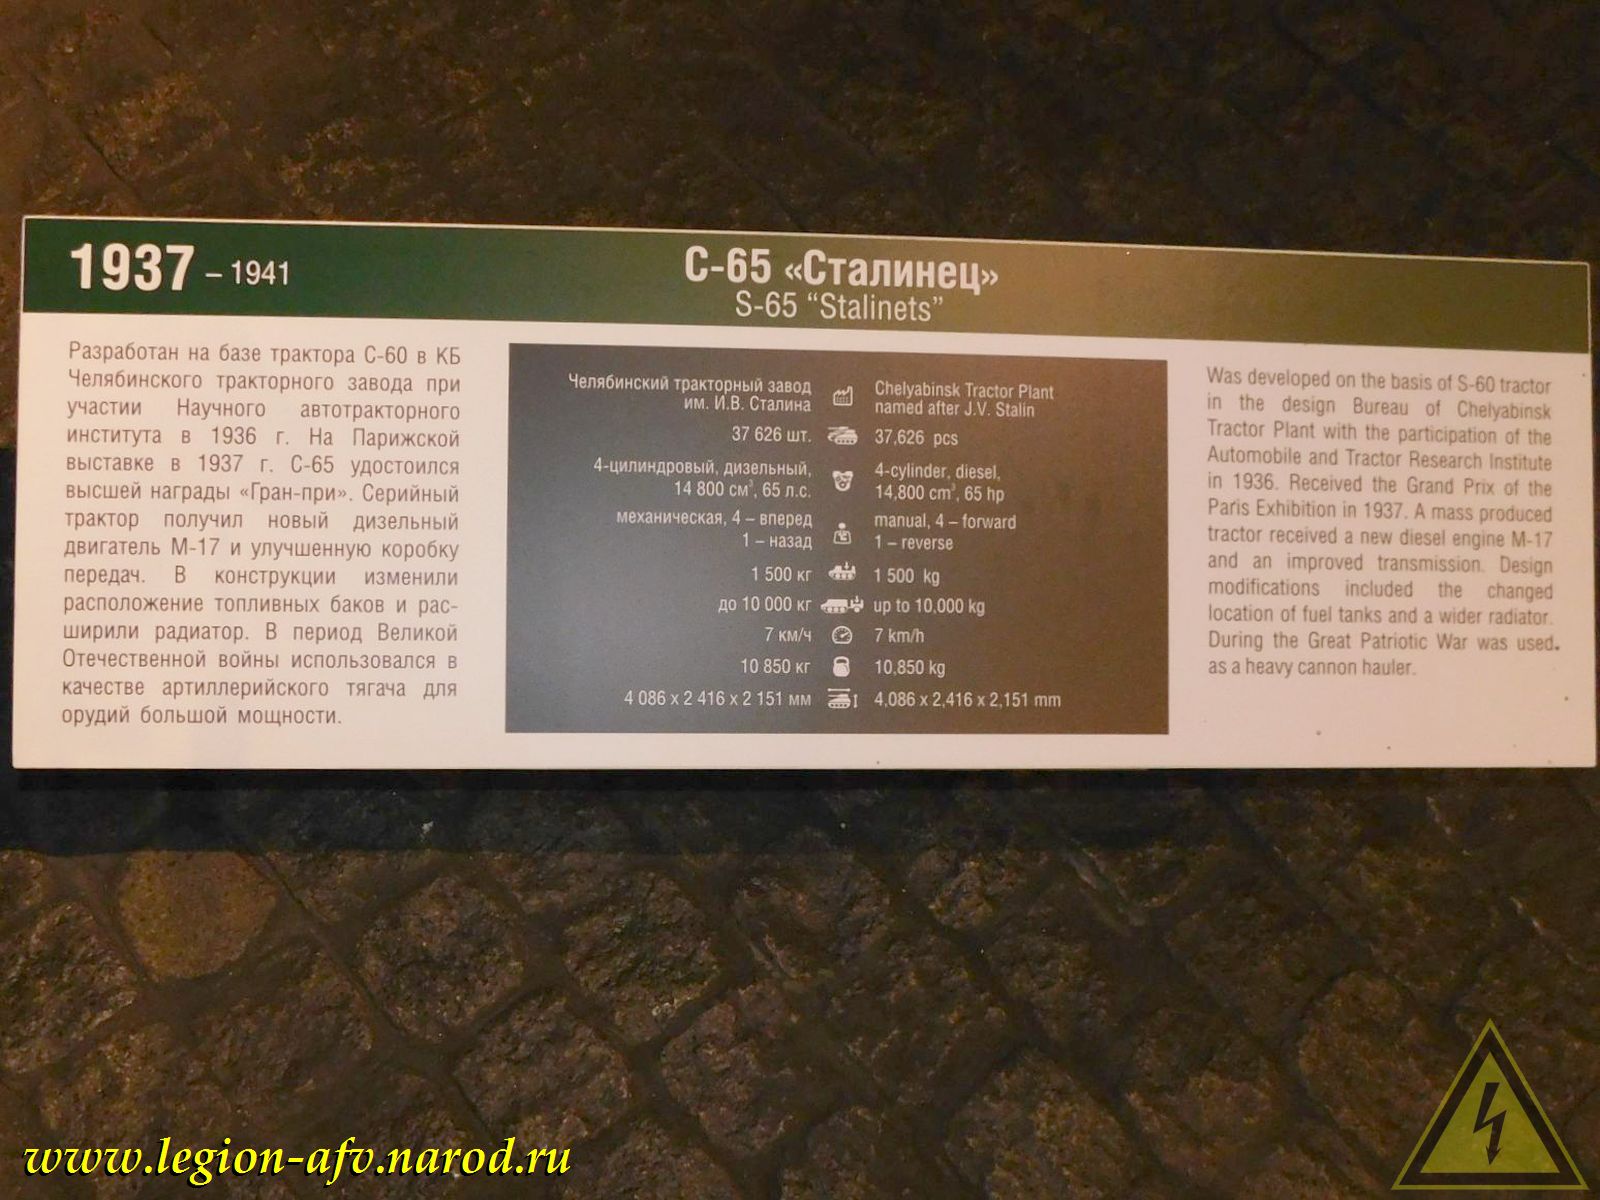 1937 – 1941
С-65 «Сталинец»
S-65 “Stalinets”
Разработан на базе трактора С-60 в КБ
Челябинского тракторного завода при
участии Научного автотракторного
института в 1936 г. На Парижской
выставке в 1937 г. С-65 удостоился
высшей награды «Гран-при». Серийный
трактор получил новый дизельный
двигатель М-17 и улучшенную коробку
передач. В конструкции изменили
расположение топливных баков и рас-
ширили радиатор. В период Великой
Отечественной войны использовался в
качестве артиллерийского тягача для
орудий большой мощности.
Челябинский тракторный завод
им. И.В. Сталина
37 626 шт.
4-цилиндровый, дизельный,
14 800 см³, 65 л.с.
механическая, 4 – вперед
1 – назад
1 500 кг
до 10 000 кг
7 км/ч
10 850 кг
4 086 х 2 416 х 2 151 мм
Chelyabinsk Tractor Plant
named after J.V. Stalin
37,626 pcs
4-cylinder, diesel,
14,800 cm³, 65 hp
manual, 4 – forward
1 – reverse
1 500 kg
up to 10,000 kg
7 km/h
10,850 kg
4,086 x 2,416 x 2,151 mm
Was developed on the basis of S-60 tractor
in the design Bureau of Chelyabinsk
Tractor Plant with the participation of the
Automobile and Tractor Research Institute
in 1936. Received the Grand Prix of the
Paris Exhibition in 1937. A mass produced
tractor received a new diesel engine M-17
and an improved transmission. Design
modifications included the changed
location of fuel tanks and a wider radiator.
During the Great Patriotic War was used.
as a heavy cannon hauler.
www.legion-afv.narod.ru